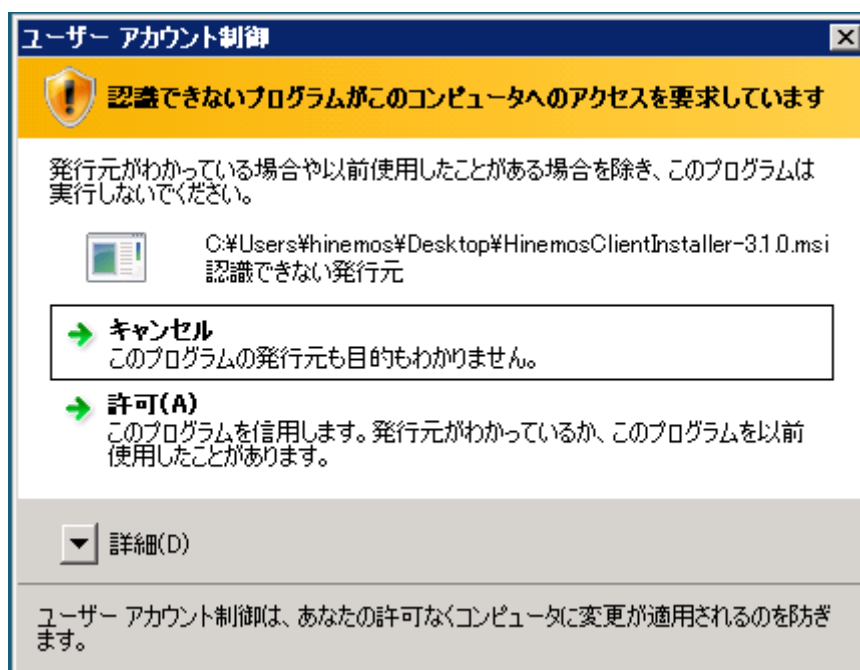 ユーザー アカウント制御
認識できないプログラムがこのコンピュータへのアクセスを要求しています
発行元がわかっている場合や以前使用したことがある場合を除き、このプログラムは
実行しないでください。
C:¥Users¥hinemos¥Desktop¥HinemosClientInstaller-3.1.0.msi
認識できない発行元
キャンセル
このプログラムの発行元も目的もわかりません。
許可(A)
このプログラムを信用します。発行元がわかっているか、このプログラムを以前
使用したことがあります。
詳細(D)
ユーザー アカウント制御は、あなたの許可なくコンピュータに変更が適用されるのを防ぎ
ます。